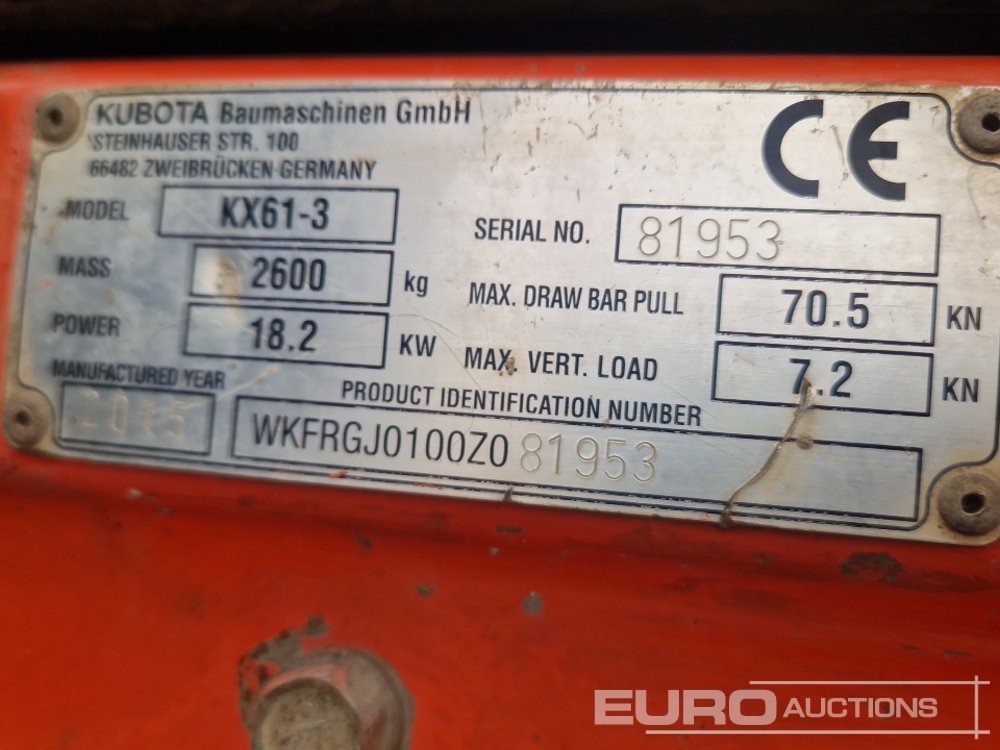 KUBOTA Baumaschinen GmbH
STEINHAUSER STR. 100
66482 ZWEIBRÜCKEN GERMANY
CE
MODEL KX61-3
SERIAL NO. 81953
MASS 2600 kg
MAX. DRAW BAR PULL 70.5 KN
POWER 18.2 KW
MAX. VERT. LOAD 7.2 KN
MANUFACTURED YEAR 2015
PRODUCT IDENTIFICATION NUMBER
WKFRGJ0100Z081953
EURO AUCTIONS